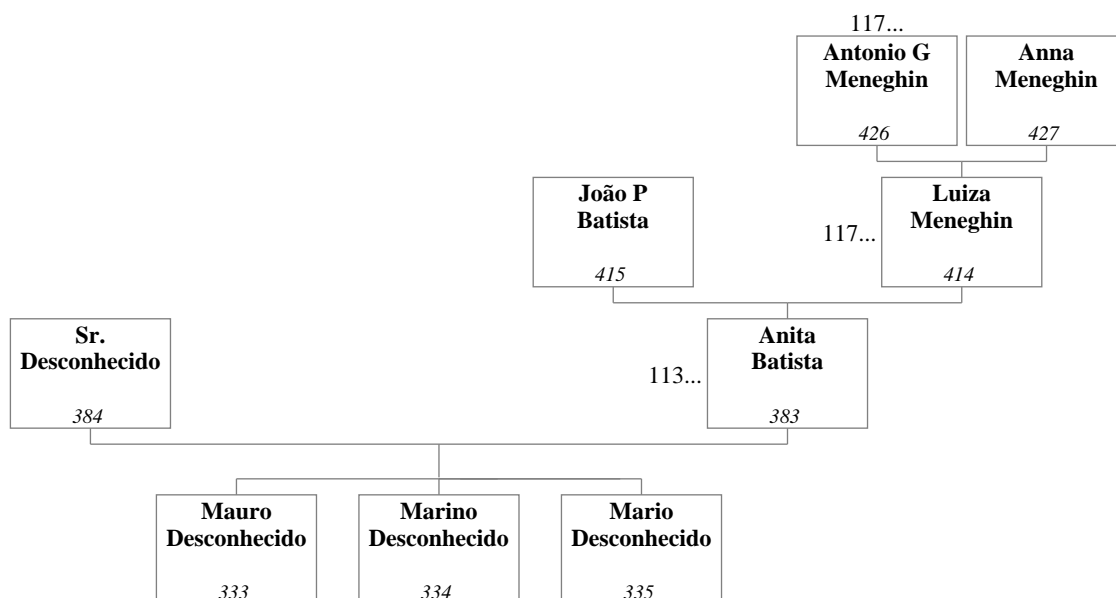 117...
Antonio G
Meneghin
426
Anna
Meneghin
427
João P
Batista
415
117...
Luiza
Meneghin
414
Sr.
Desconhecido
384
113...
Anita
Batista
383
Mauro
Desconhecido
333
Marino
Desconhecido
334
Mario
Desconhecido
335